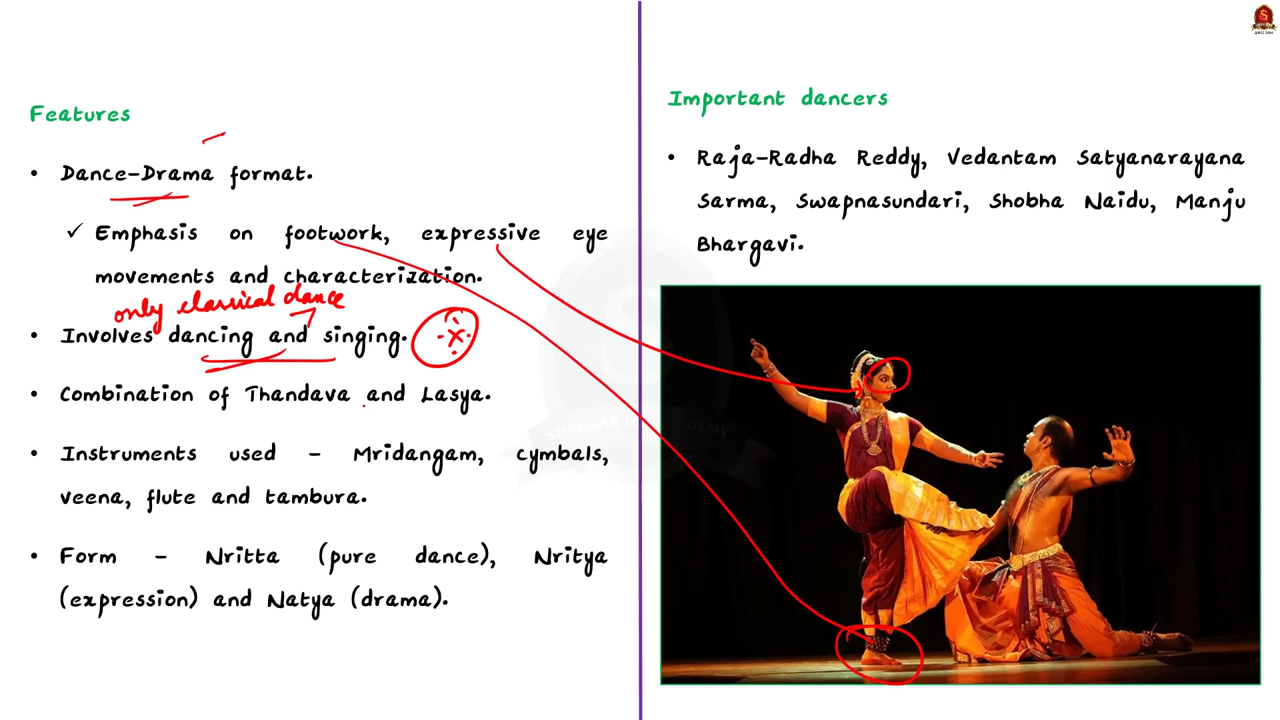 Features
• Dance-Drama format.
✓ Emphasis on footwork, expressive eye
movements and characterization.
only classical dance
• Involves dancing and singing.
• Combination of Thandava and Lasya.
• Instruments used - Mridangam, cymbals,
veena, flute and tambura.
• Form - Nritta (pure dance), Nritya
(expression) and Natya (drama).
Important dancers
• Raja-Radha Reddy, Vedantam Satyanarayana
Sarma, Swapnasundari, Shobha Naidu, Manju
Bhargavi.